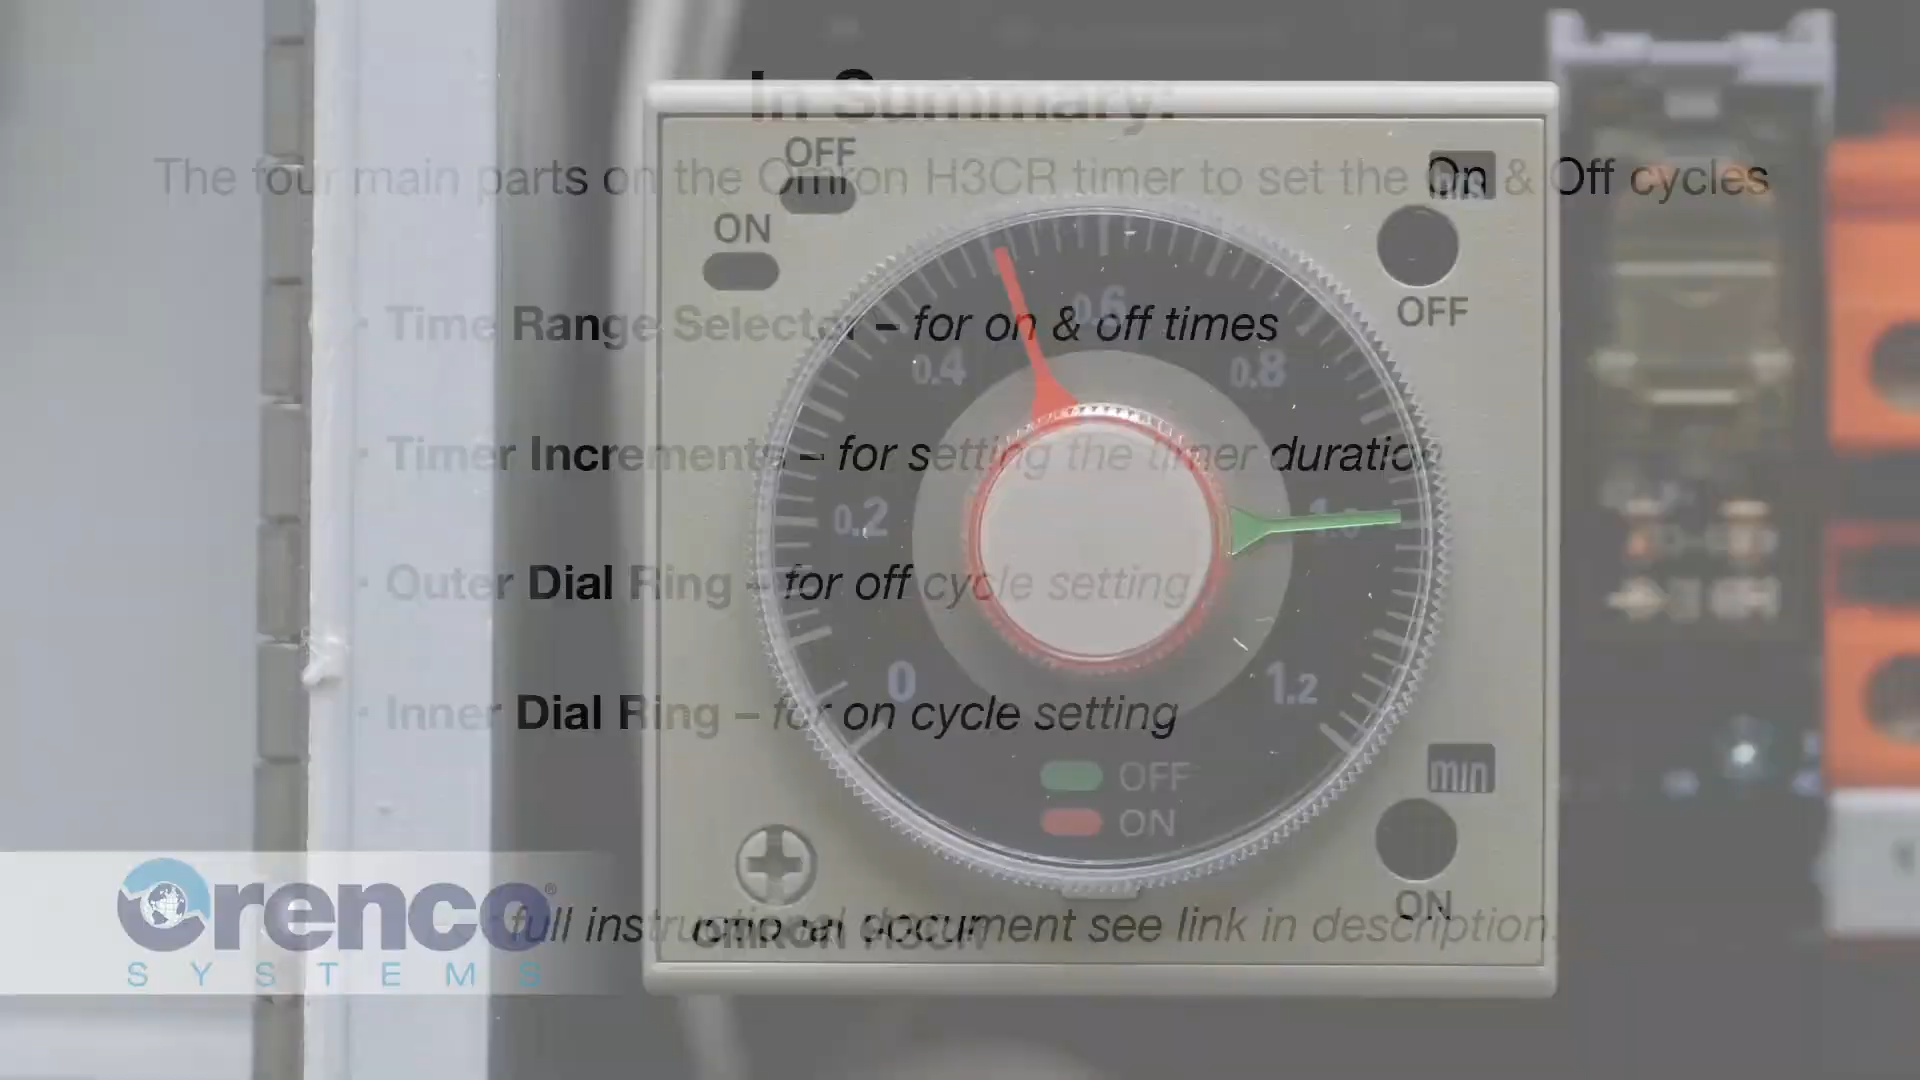 In Summary:
OFF
The four main parts on the Omron H3CR timer to set the On & Off cycles
ON
OFF
Time Range Selector – for on & off times
0.6
0.4
0.8
Timer Increments – for setting the timer duration
0.2
1.0
Outer Dial Ring – for off cycle setting
0
1.2
Inner Dial Ring – for on cycle setting
OFF
min
ON
ON
Orenco®
SYSTEMS
full instructional document see link in description.